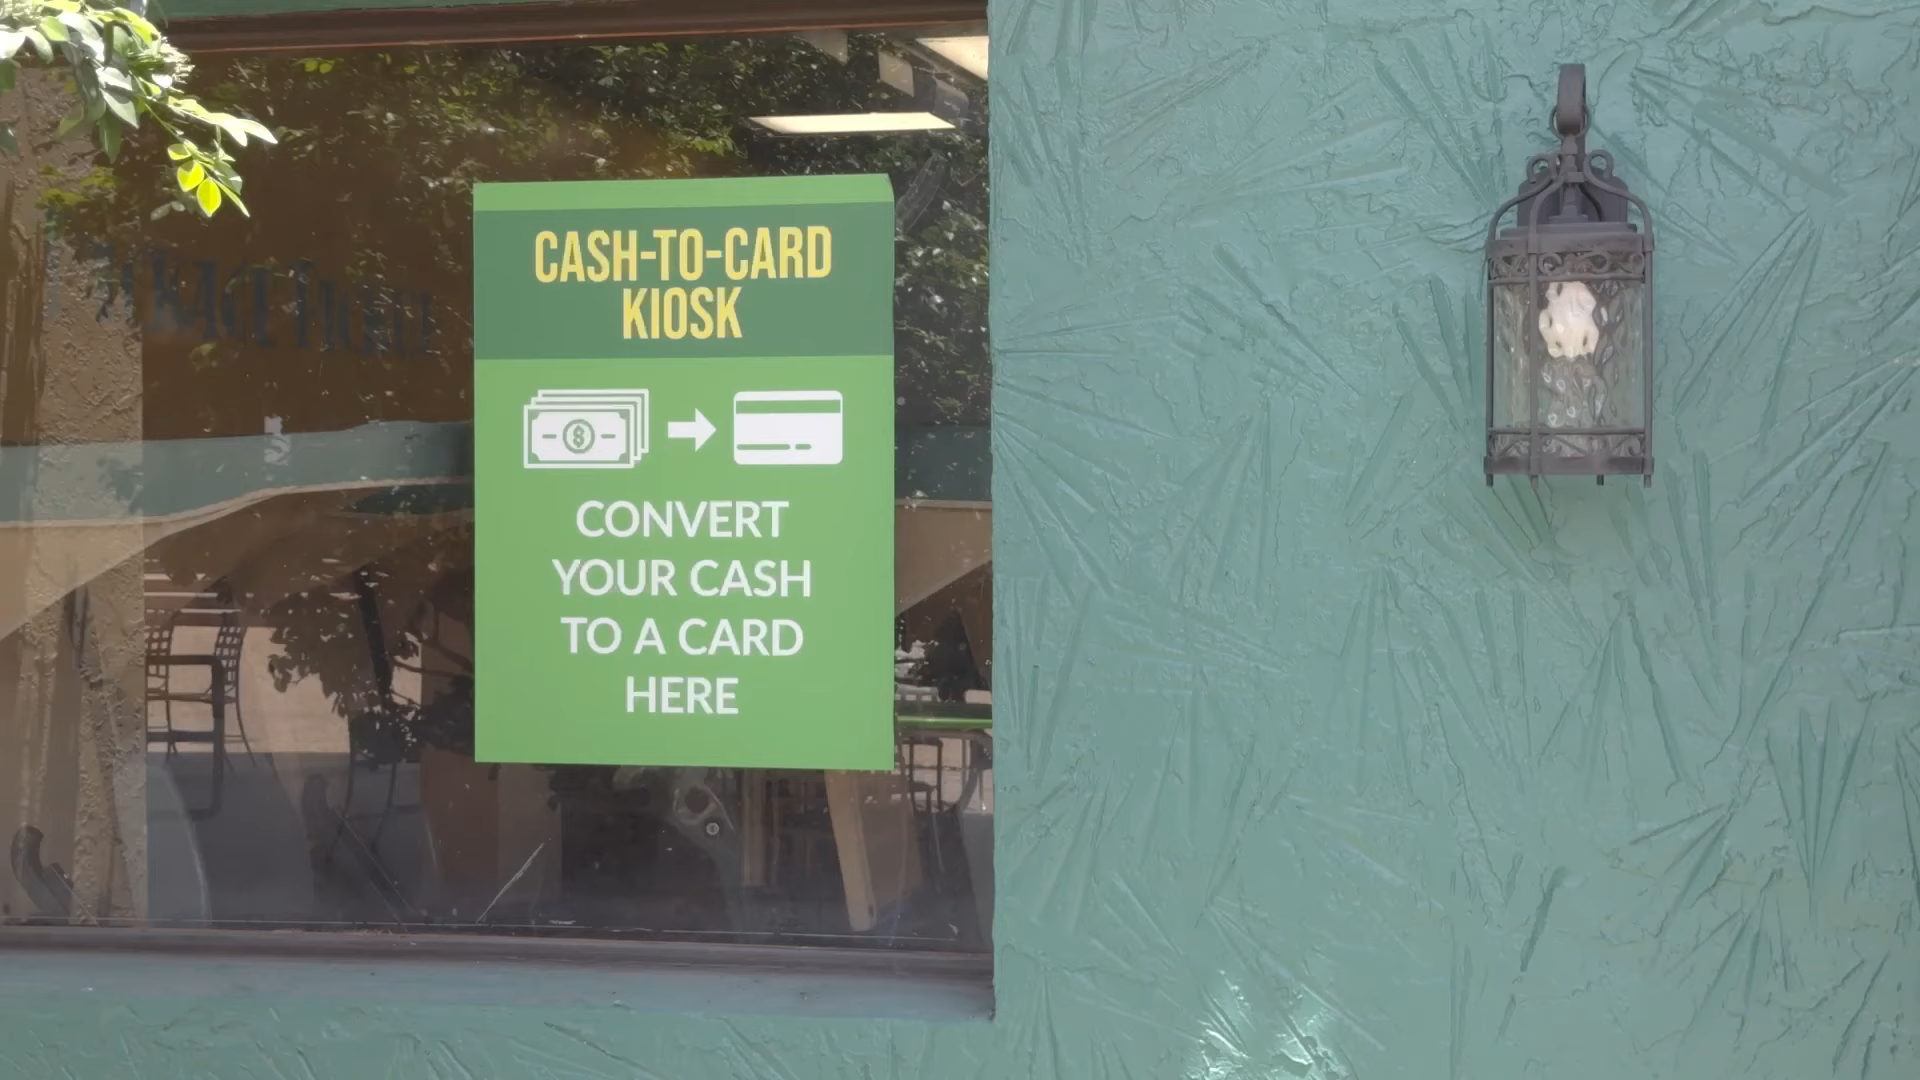 CASH-TO-CARD
KIOSK
CONVERT
YOUR CASH
TO A CARD
HERE